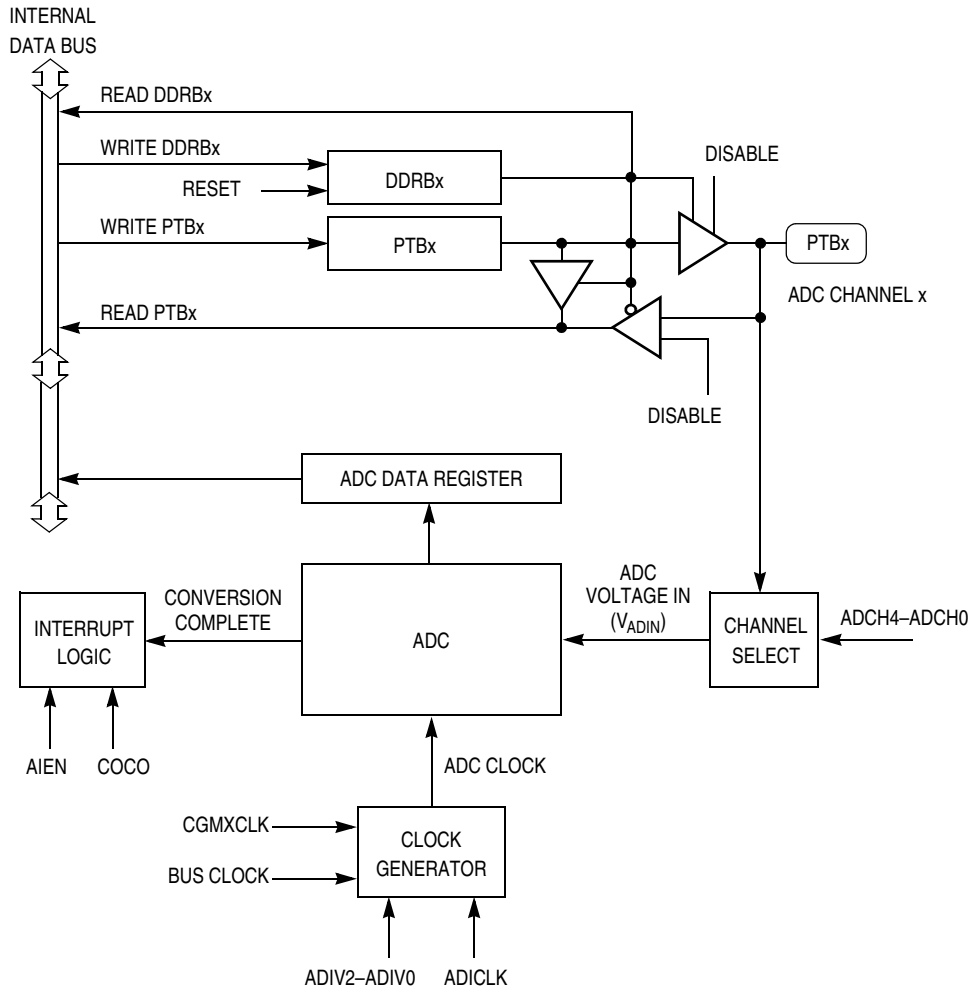 INTERNAL
DATA BUS
READ DDRBx
WRITE DDRBx
DISABLE
DDRBx
RESET
WRITE PTBx
PTBx
PTBx
ADC CHANNEL x
READ PTBx
DISABLE
ADC DATA REGISTER
CONVERSION
COMPLETE
INTERRUPT
LOGIC
ADC
ADC
VOLTAGE IN
(VADIN)
CHANNEL
SELECT
ADCH4–ADCH0
AIEN
COCO
ADC CLOCK
CGMXCLK
CLOCK
GENERATOR
BUS CLOCK
ADIV2–ADIV0
ADICLK